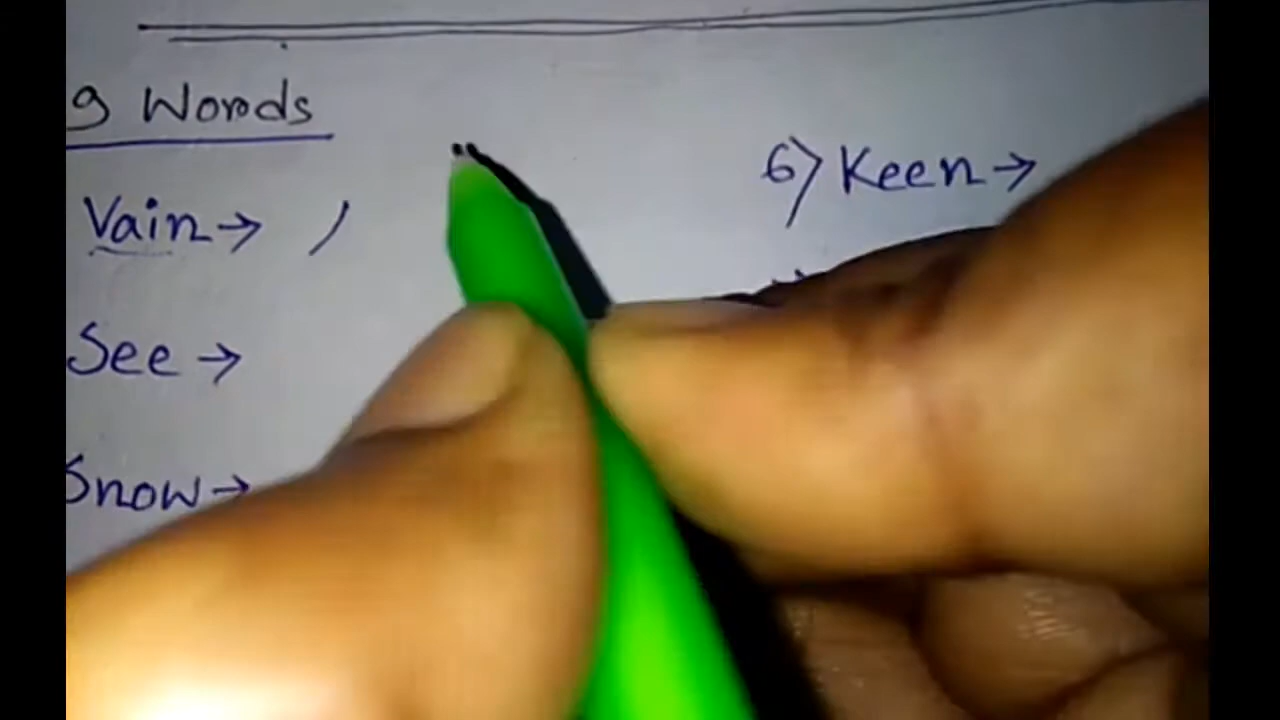 g Words
Vain →
See →
Snow →
6) Keen →